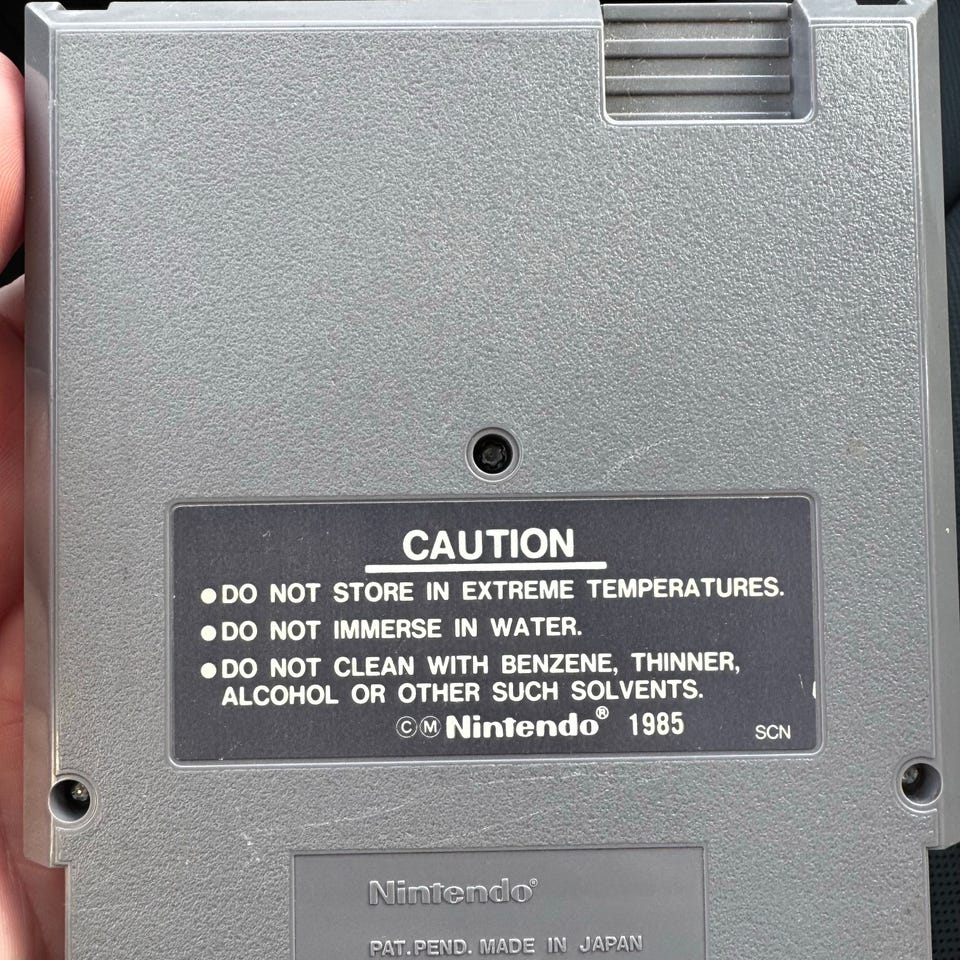 CAUTION
●DO NOT STORE IN EXTREME TEMPERATURES.
●DO NOT IMMERSE IN WATER.
●DO NOT CLEAN WITH BENZENE, THINNER,
ALCOHOL OR OTHER SUCH SOLVENTS.
ⒸⓂNintendo® 1985
SCN
Nintendo®
PAT. PEND. MADE IN JAPAN